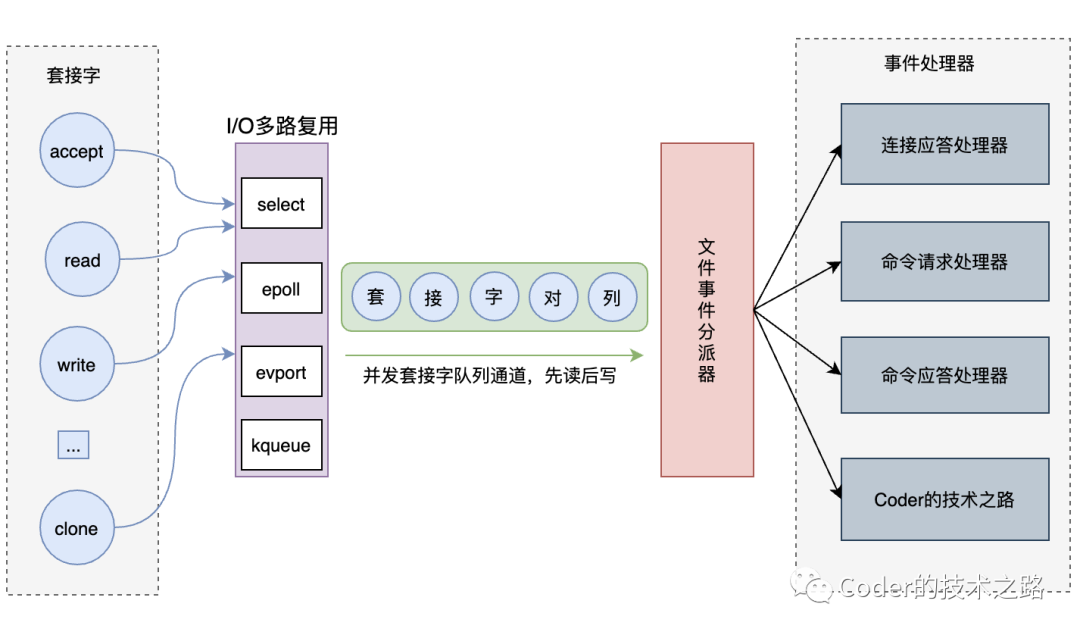 套接字
accept
read
write
...
clone
I/O多路复用
select
epoll
evport
kqueue
套 接 字 对 列
并发套接字队列通道，先读后写
文件事件分派器
事件处理器
连接应答处理器
命令请求处理器
命令应答处理器
Coder的技术之路
Coder的技术之路